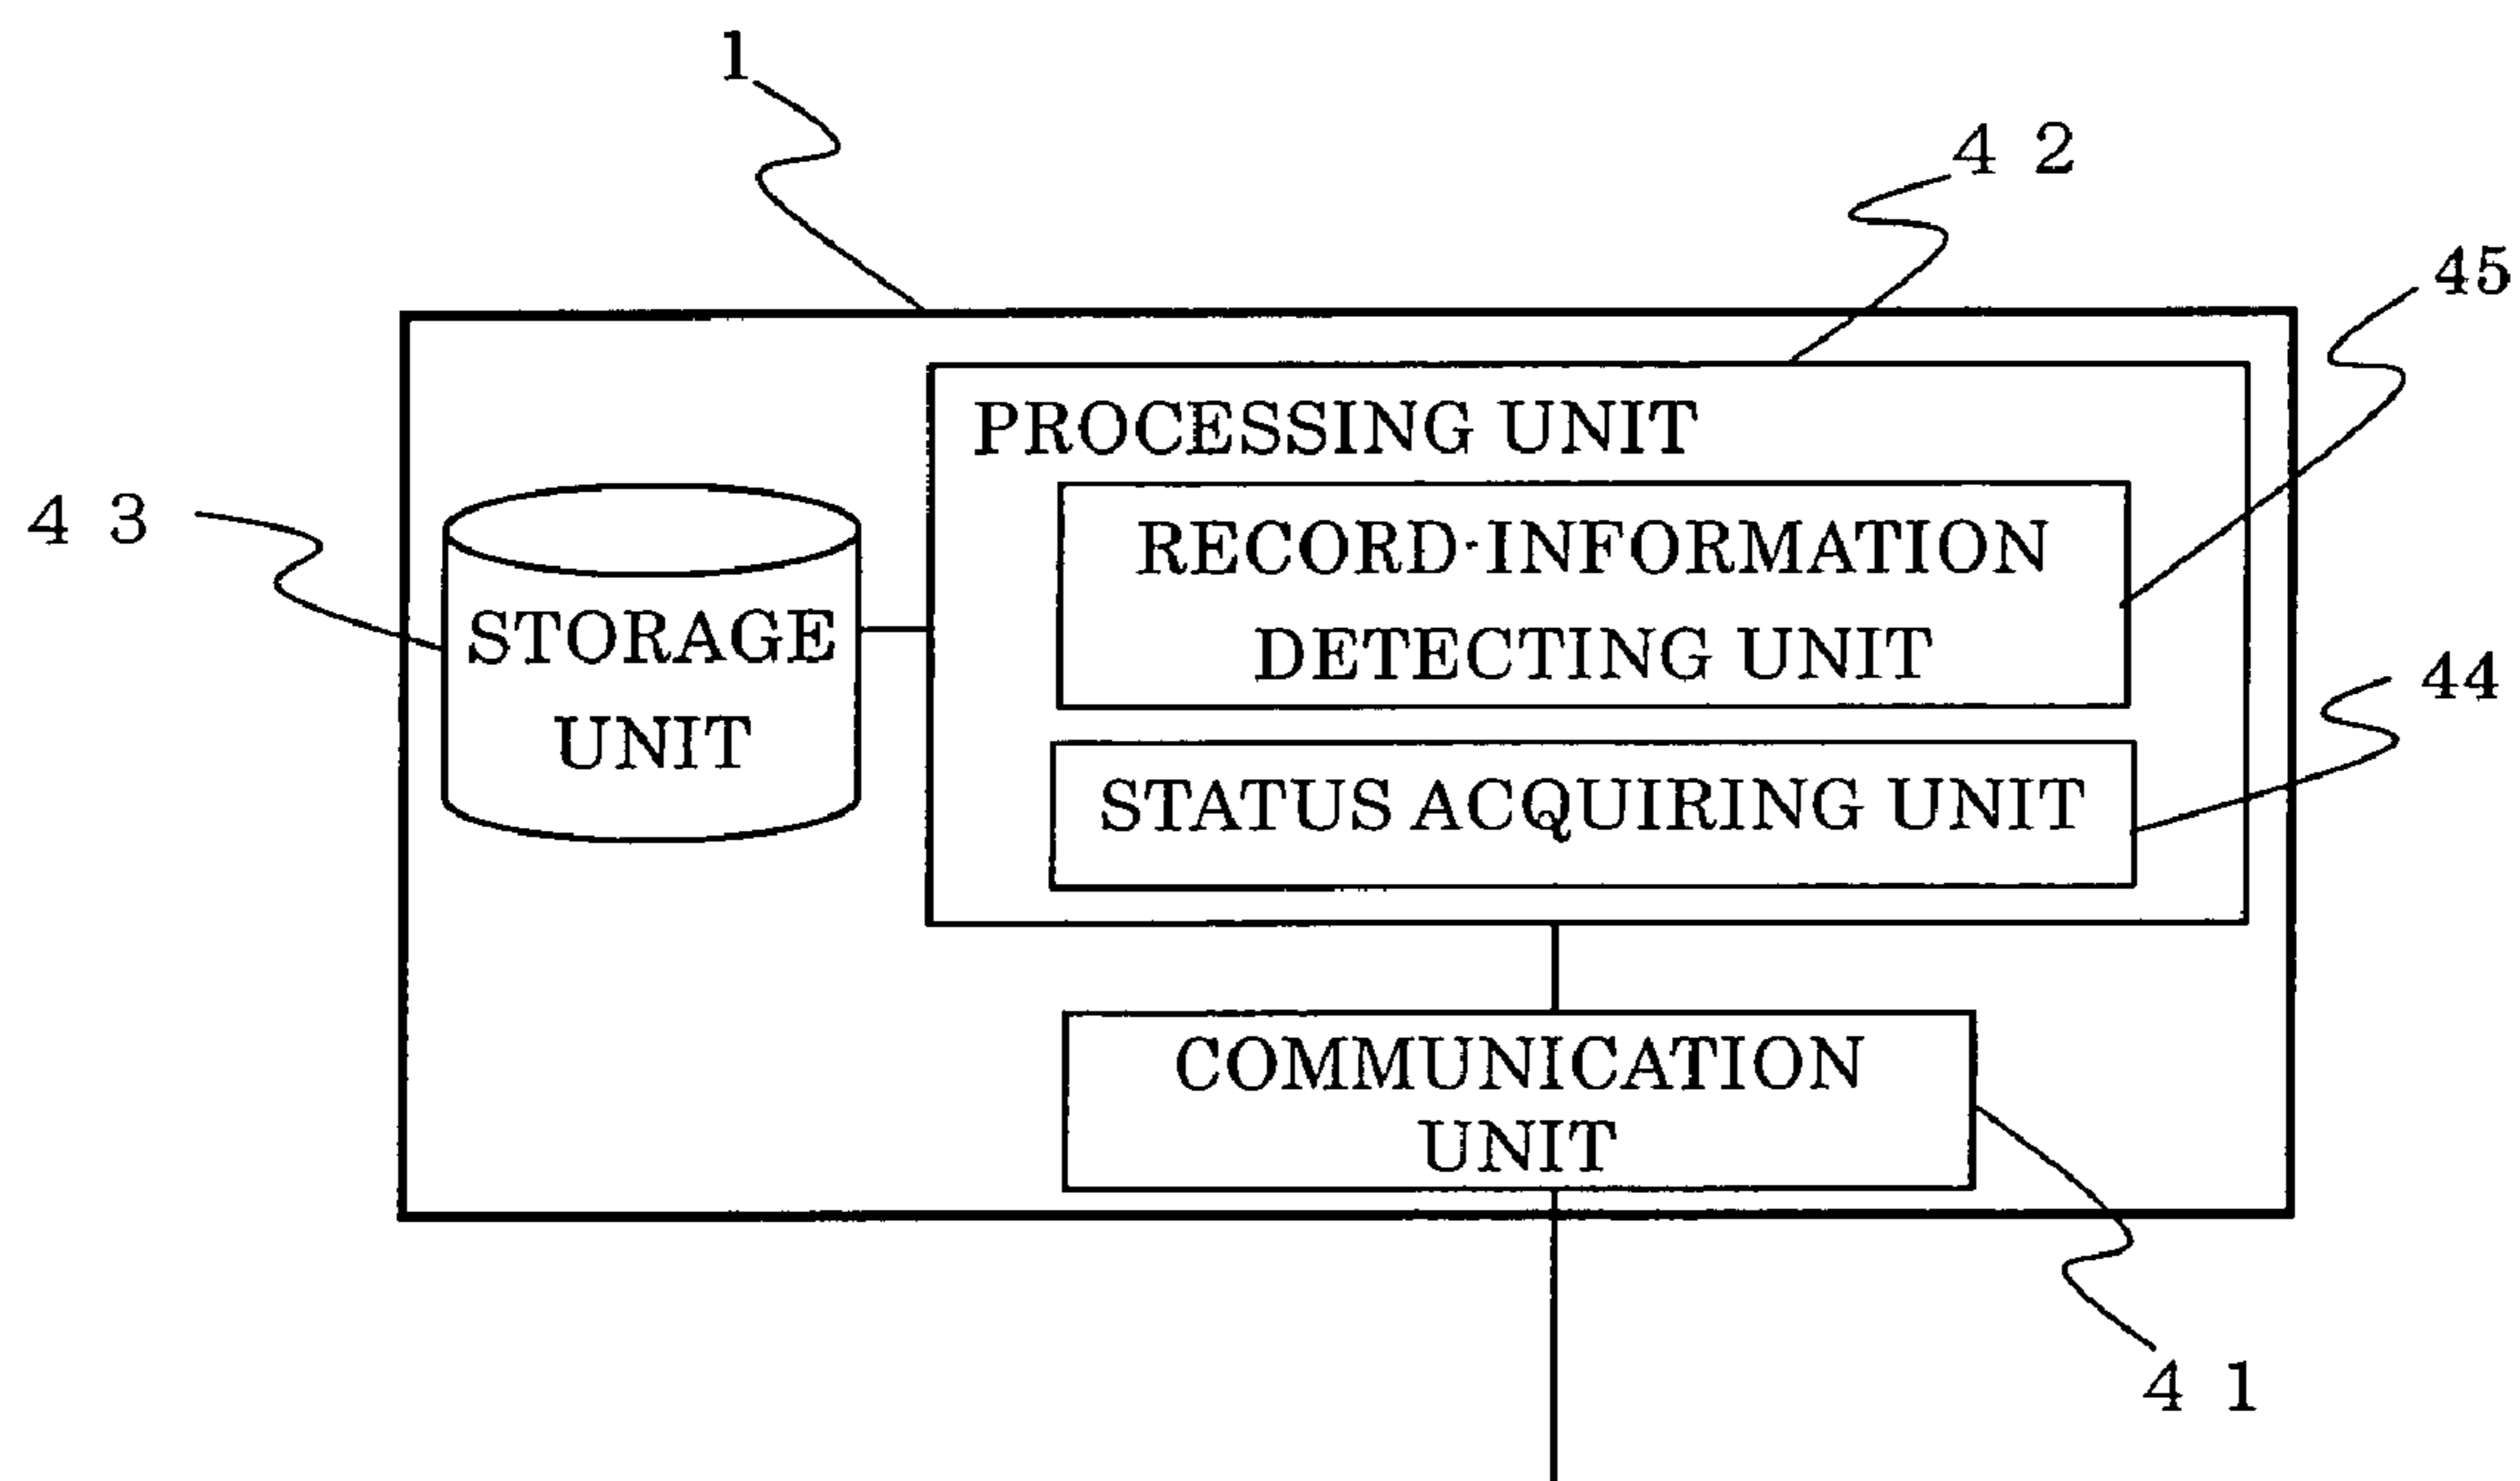 1
4 2
45
PROCESSING UNIT
4 3
RECORD-INFORMATION
DETECTING UNIT
STORAGE
UNIT
44
STATUS ACQUIRING UNIT
COMMUNICATION
UNIT
4 1